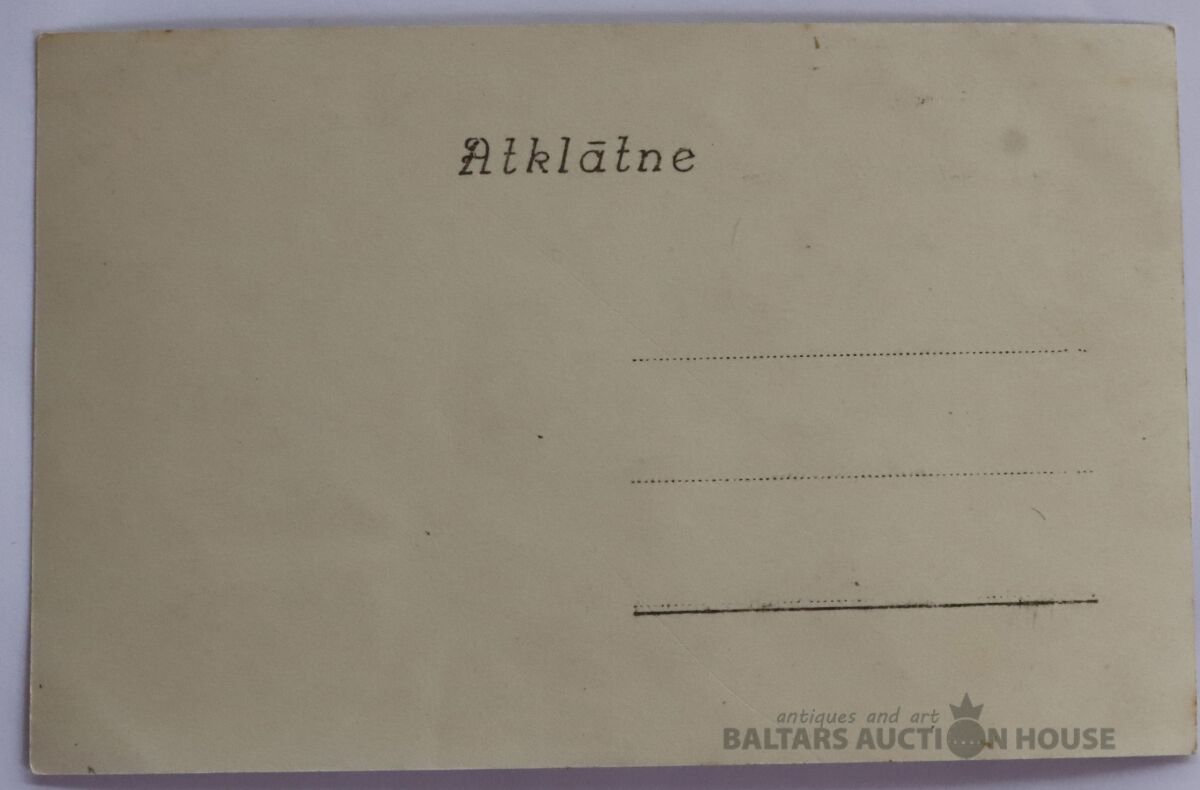 Atklātne
antiques and art
BALTARS AUCTION HOUSE